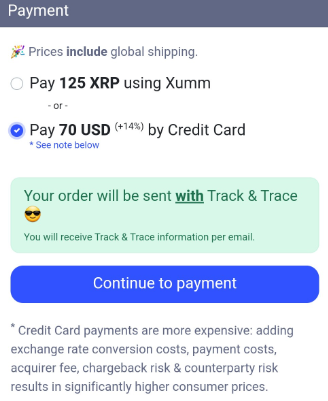 Payment
🎉 Prices include global shipping.
Pay 125 XRP using Xumm
- or -
Pay 70 USD (+14%) by Credit Card
* See note below
Your order will be sent with Track & Trace
😎
You will receive Track & Trace information per email.
Continue to payment
* Credit Card payments are more expensive: adding
exchange rate conversion costs, payment costs,
acquirer fee, chargeback risk & counterparty risk
results in significantly higher consumer prices.